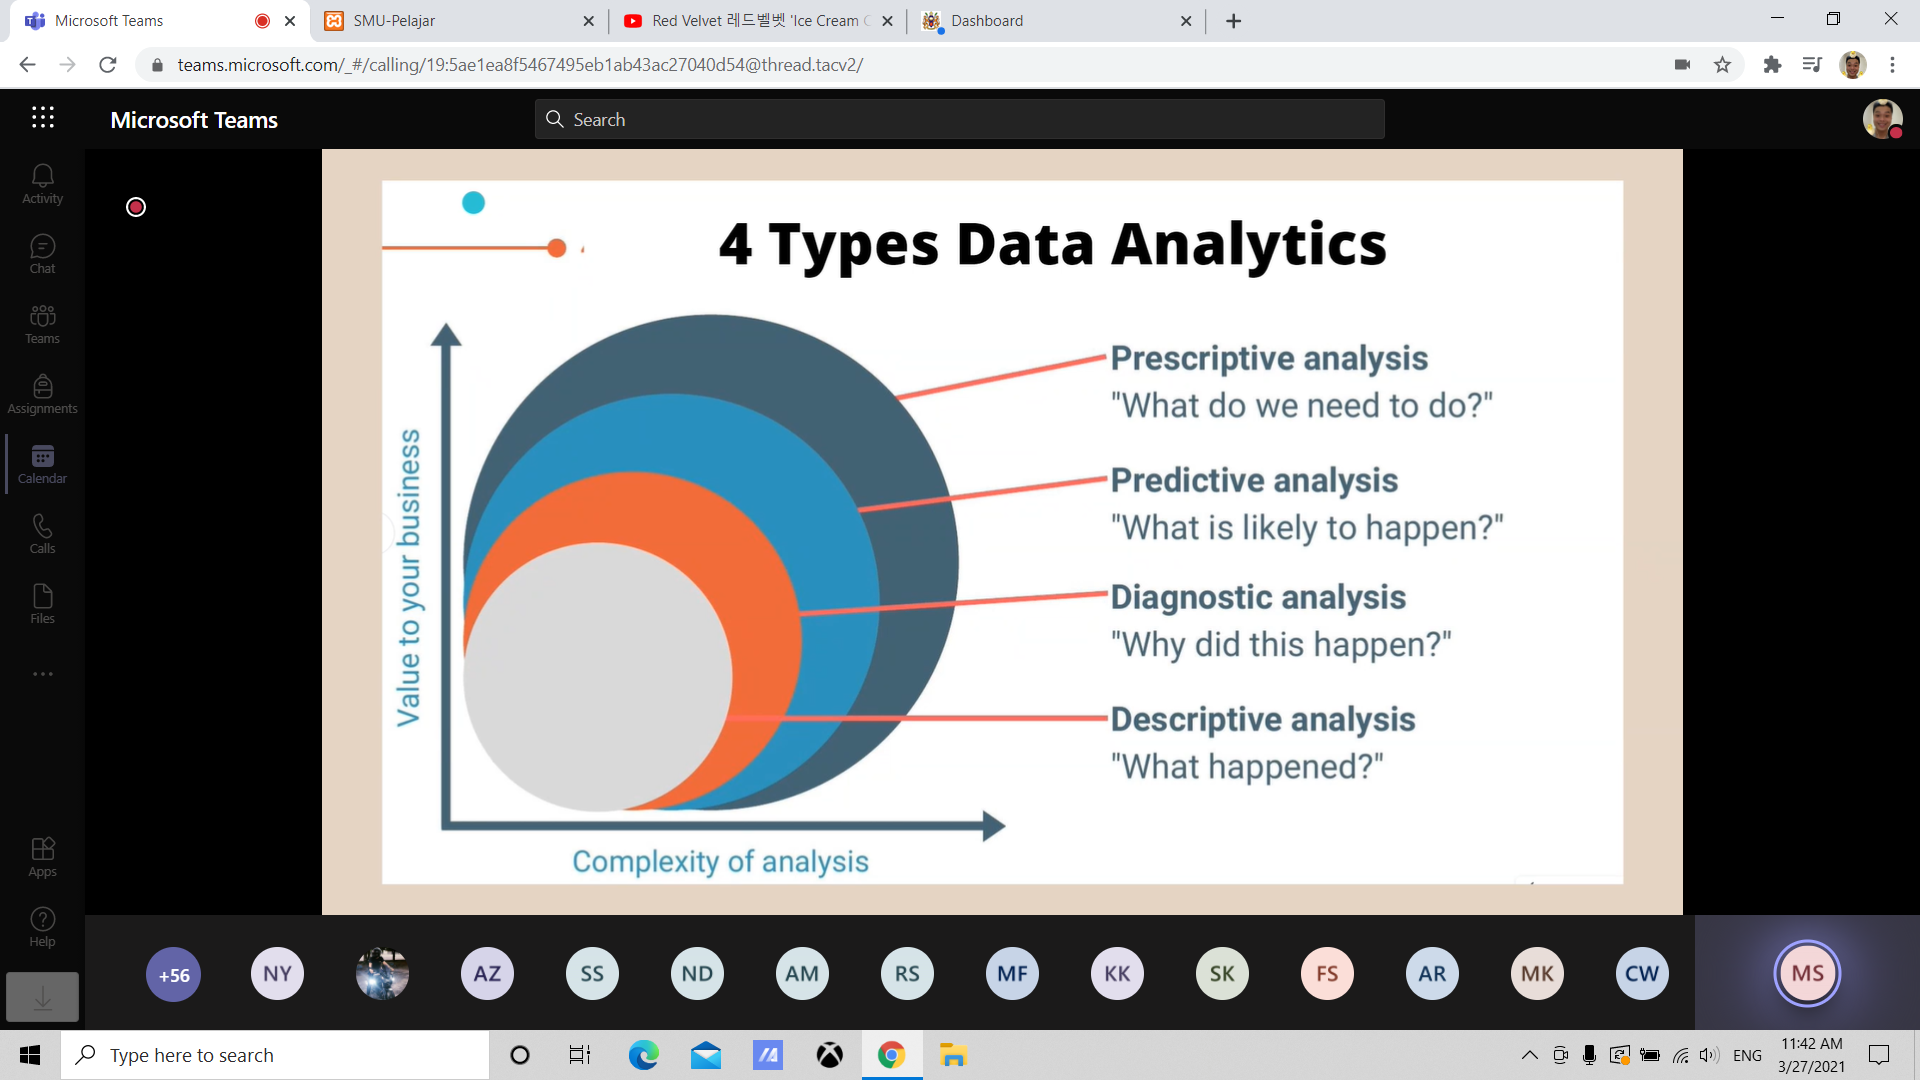 Microsoft Teams
SMU-Pelajar
Red Velvet 레드벨벳 'Ice Cream C
Dashboard
teams.microsoft.com/_#/calling/19:5ae1ea8f5467495eb1ab43ac27040d54@thread.tacv2/
Microsoft Teams
Search
Activity
Chat
Teams
Assignments
Calendar
Calls
Files
Apps
Help
4 Types Data Analytics
Value to your business
Complexity of analysis
Prescriptive analysis
"What do we need to do?"
Predictive analysis
"What is likely to happen?"
Diagnostic analysis
"Why did this happen?"
Descriptive analysis
"What happened?"
+56
NY
AZ
SS
ND
AM
RS
MF
KK
SK
FS
AR
MK
CW
MS
Type here to search
ENG
11:42 AM
3/27/2021